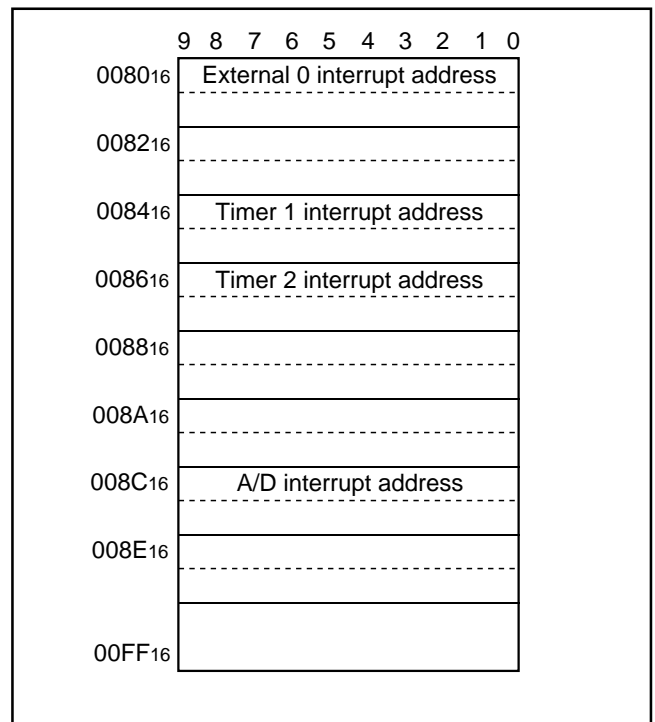 9 8 7 6 5 4 3 2 1 0
008016 External 0 interrupt address
008216
008416 Timer 1 interrupt address
008616 Timer 2 interrupt address
008816
008A16
008C16 A/D interrupt address
008E16
00FF16